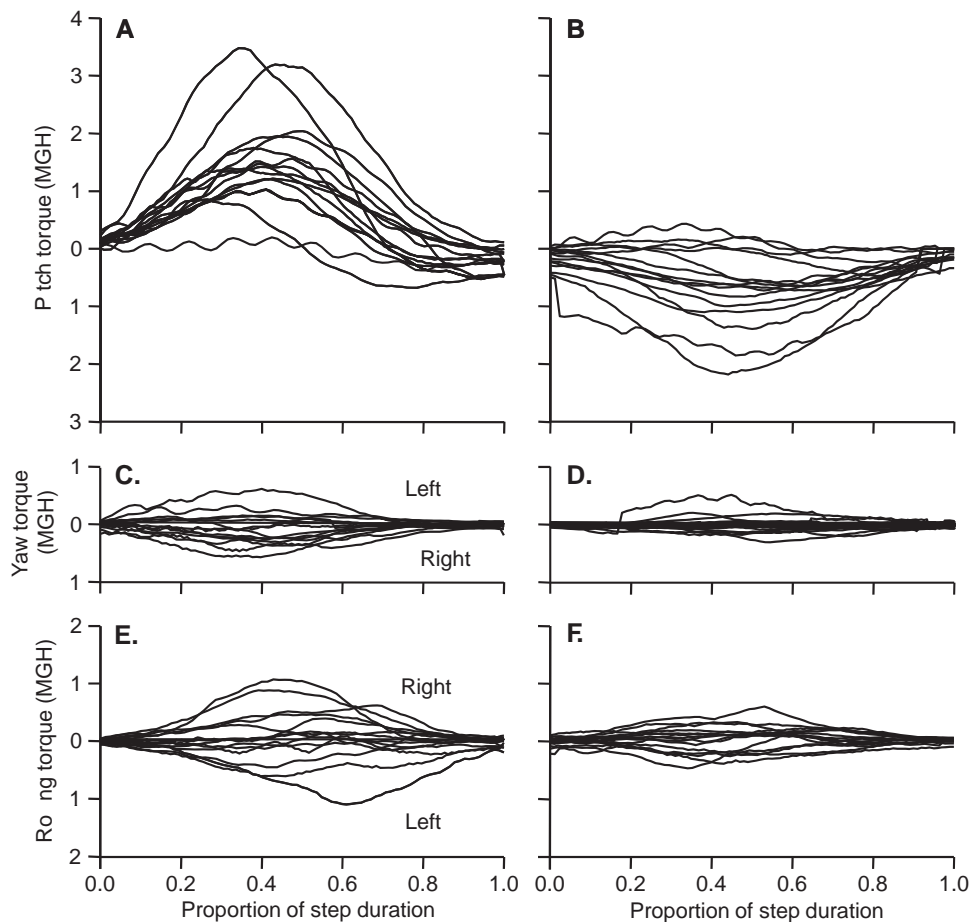 A
B
4
3
2
1
0
1
2
3
P tch torque (MGH)
C.
D.
1
0
1
Yaw torque
(MGH)
Left
Right
E.
F.
2
1
0
1
2
Ro ng torque (MGH)
Right
Left
0.0 0.2 0.4 0.6 0.8 1.0
0.0 0.2 0.4 0.6 0.8 1.0
Proportion of step duration
Proportion of step duration